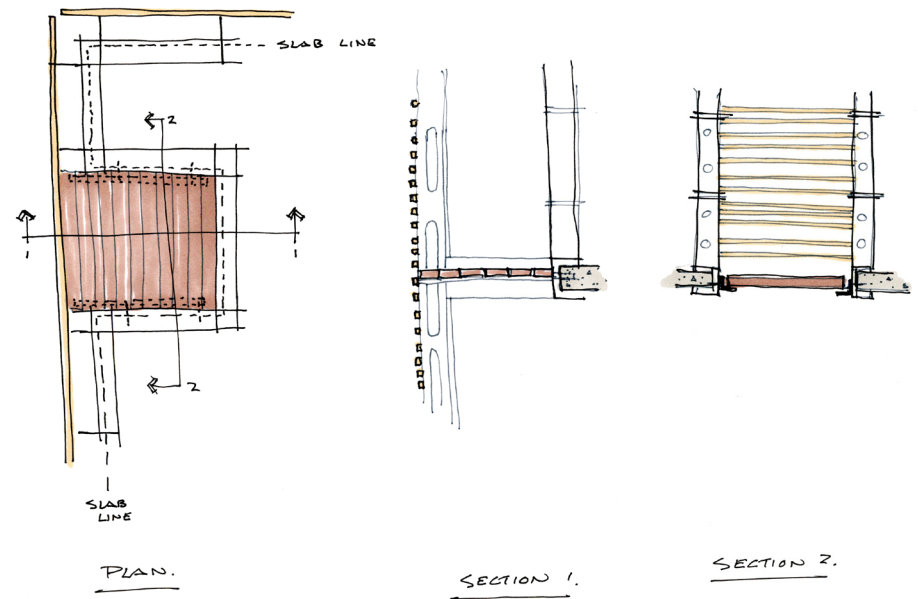 SLAB LINE
2
1
1
2
SLAB
LINE
PLAN.
SECTION 1.
SECTION 2.